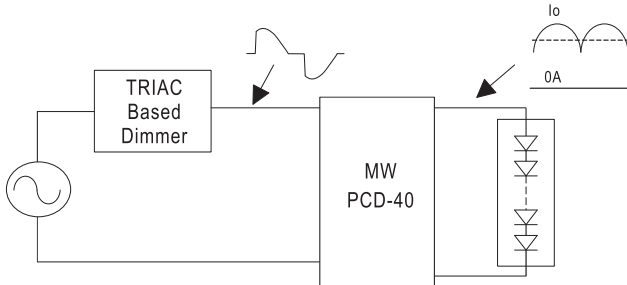 Io
0A
TRIAC
Based
Dimmer
MW
PCD-40